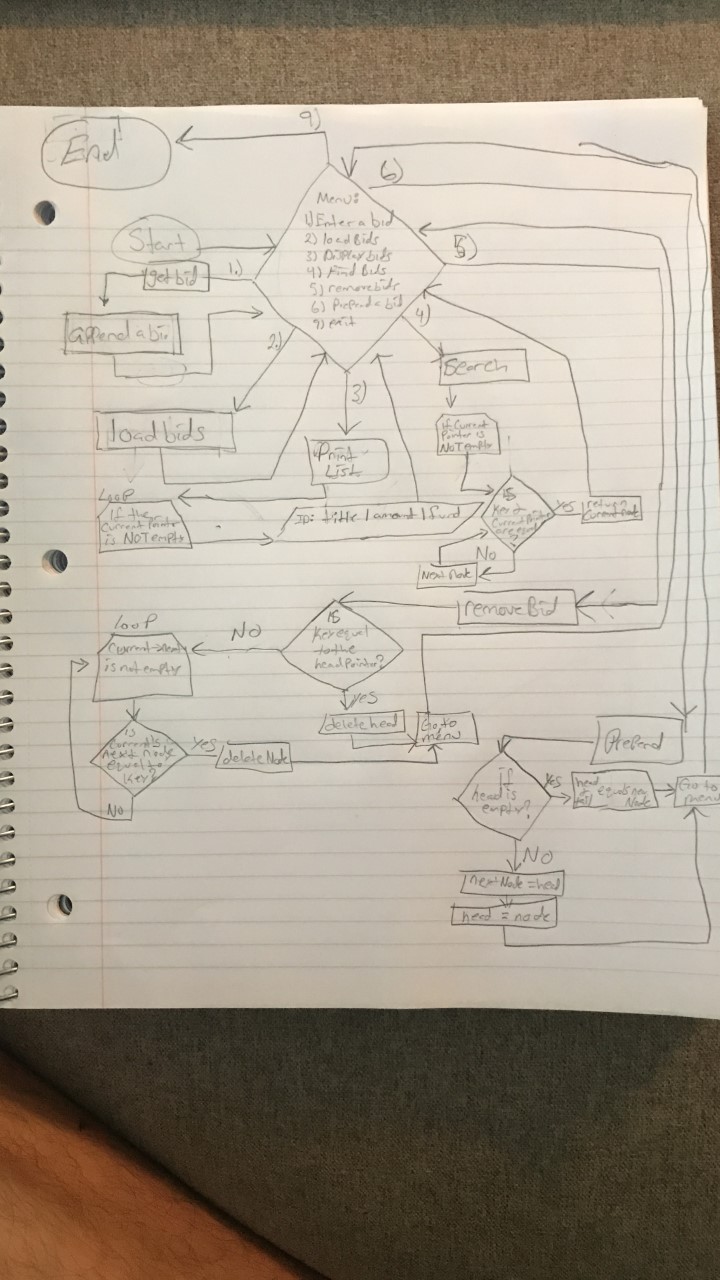 9)
End
6)
Menu:
1) Enter a bid
2) load Bids
3) Display bids
4) Find Bids
5) remove bids
6) Prepend a bid
9) exit
Start
5)
1.)
get bid
append a bid
2.)
4)
3)
Search
load bids
Print
List
If Current
Pointer is
NOT Empty
Loop
If the
Current Pointer
is NOT Empty
ID: title | amount | fund
IS
Key &
Current Pointer
are equal
?
Yes
return
Current node
No
Next Node
remove Bid
IS
Key equal
to the
head Pointer?
No
Yes
delete head
Go to
menu
loop
Current->next
is not empty
is
Currents
next node
equal to
Key?
Yes
delete Node
No
Prepend
if
head is
empty?
Yes
head &
tail
equals new
Node
Go to
menu
No
nextNode = head
head = node